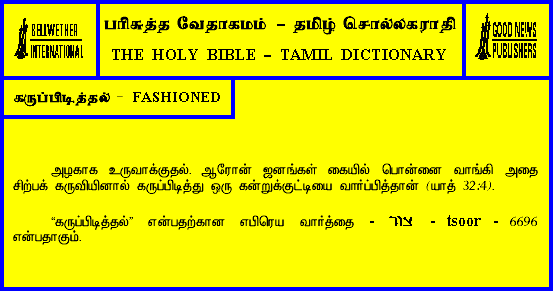 BELLWETHER
INTERNATIONAL
பரிசுத்த வேதாகமம் – தமிழ் சொல்லகராதி
THE HOLY BIBLE – TAMIL DICTIONARY
GOOD NEWS
PUBLISHERS
கருப்பிடித்தல் – FASHIONED
அழகாக உருவாக்குதல். ஆரோன் ஜனங்கள் கையில் பொன்னை வாங்கி அதை
சிற்பக் கருவியினால் கருப்பிடித்து ஒரு கன்றுக்குட்டியை வார்ப்பித்தான் (யாத் 32:4).
“கருப்பிடித்தல்” என்பதற்கான எபிரெய வார்த்தை - צור - tsoor - 6696
என்பதாகும்.